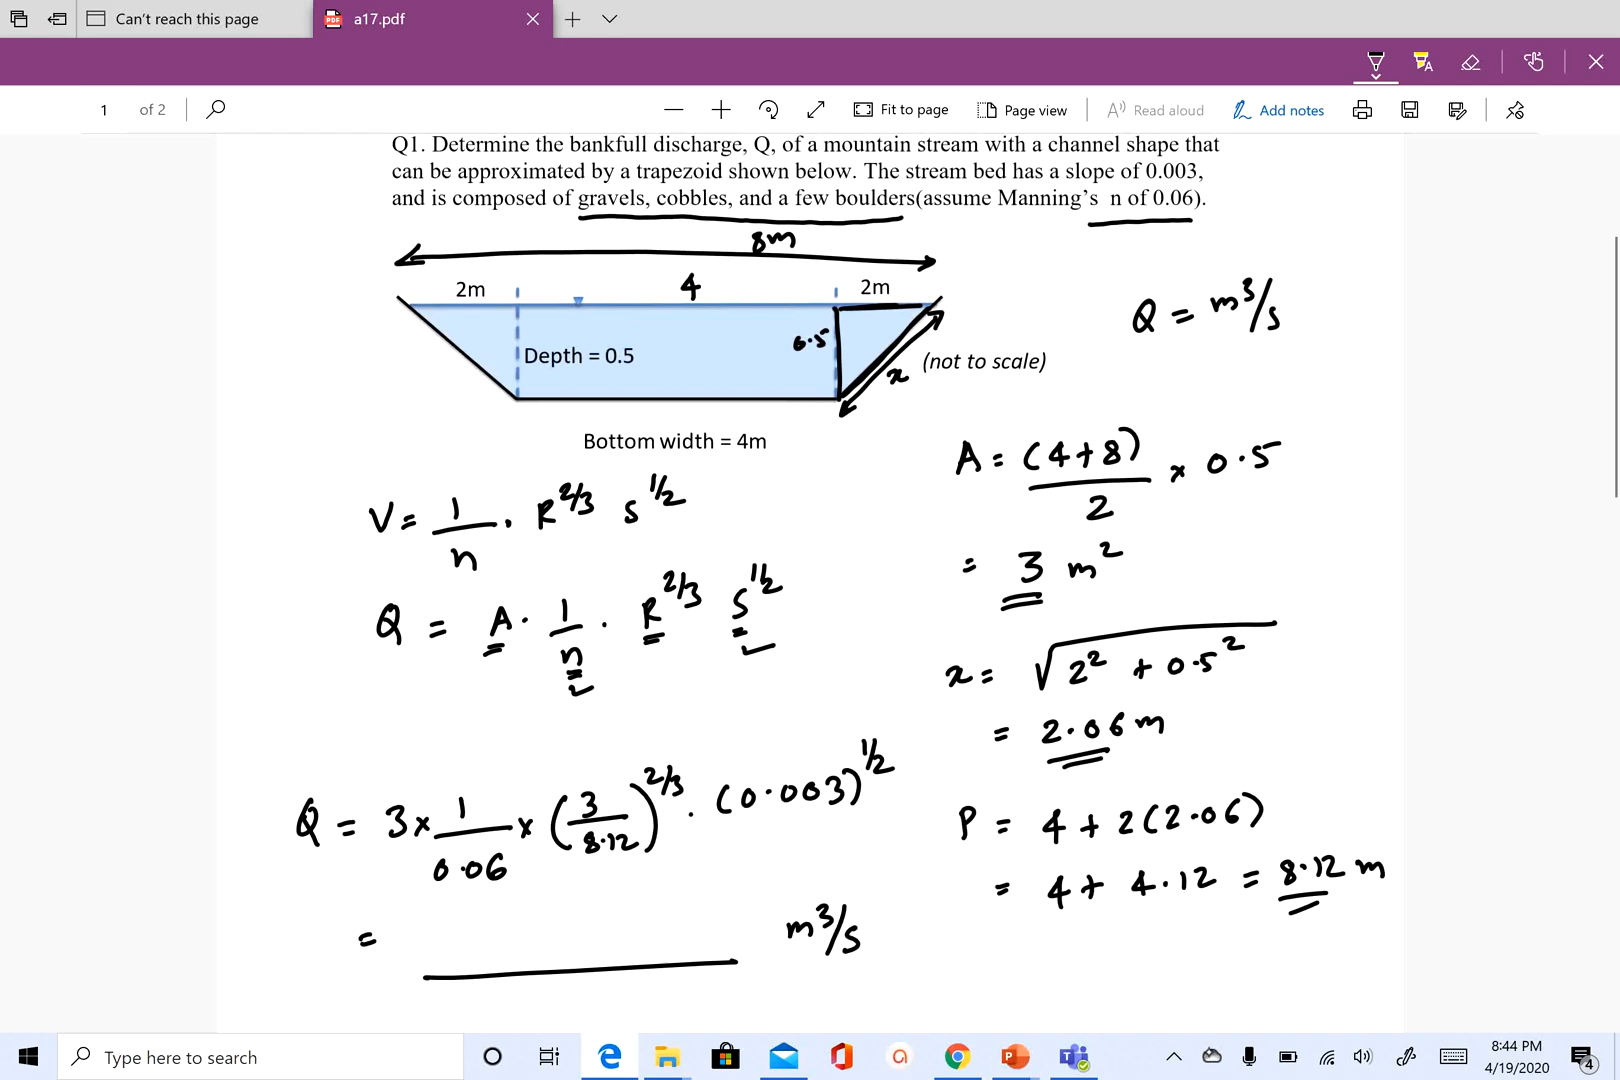 Can't reach this page
a17.pdf
1 of 2
Fit to page
Page view
Read aloud
Add notes
Q1. Determine the bankfull discharge, Q, of a mountain stream with a channel shape that
can be approximated by a trapezoid shown below. The stream bed has a slope of 0.003,
and is composed of gravels, cobbles, and a few boulders(assume Manning's n of 0.06).
8m
2m 4 2m
Q = m³/s
Depth = 0.5
0.5
x
(not to scale)
Bottom width = 4m
A = (4+8)/2 × 0.5
= 3 m²
V = 1/n . R^2/3 S^1/2
Q = A . 1/n . R^2/3 S^1/2
x = √2² + 0.5²
= 2.06 m
Q = 3 × 1/0.06 × (3/8.12)^2/3 . (0.003)^1/2
= m³/s
P = 4 + 2(2.06)
= 4 + 4.12 = 8.12 m
Type here to search
8:44 PM
4/19/2020
4